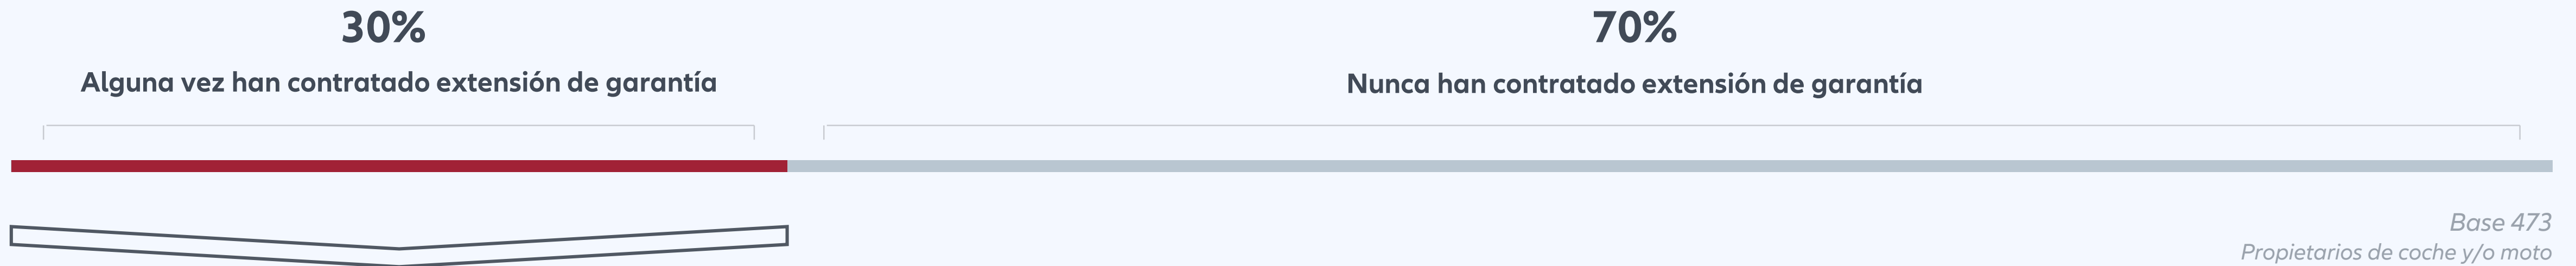 30%
Alguna vez han contratado extensión de garantía
70%
Nunca han contratado extensión de garantía
Base 473
Propietarios de coche y/o moto